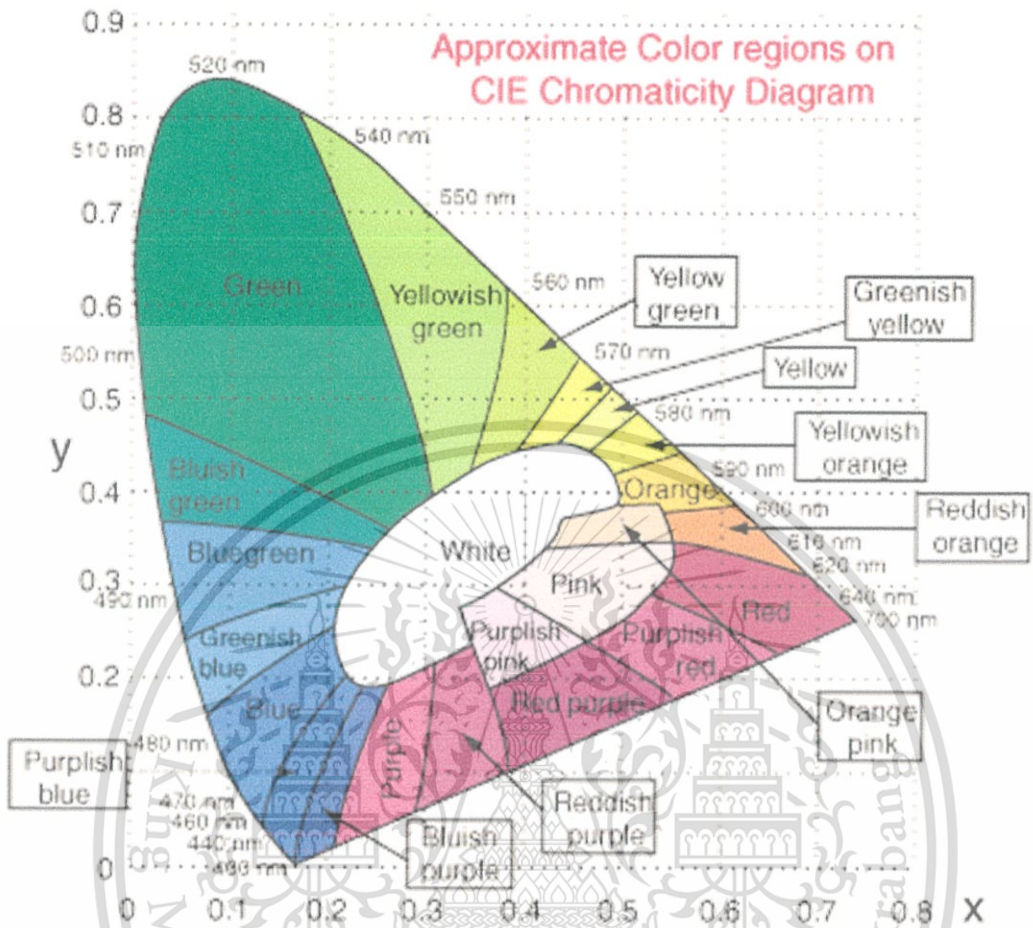 Approximate Color regions on
CIE Chromaticity Diagram
0.9
520 nm
0.8
540 nm
510 nm
550 nm
0.7
Green
Yellowish
green
560 nm
Yellow
green
Greenish
yellow
0.6
500 nm
570 nm
Yellow
0.5
580 nm
y
Yellowish
orange
Bluish
green
590 nm
0.4
Orange
600 nm
Reddish
orange
Bluegreen
White
610 nm
620 nm
0.3
Pink
490 nm
640 nm
700 nm
Greenish
blue
Purplish
pink
Purplish
red
Red
0.2
Blue
Red purple
Orange
pink
480 nm
Purplish
blue
Purple
470 nm
Reddish
purple
460 nm
440 nm
Bluish
purple
0
0
0.1
0.2
0.3
0.4
0.5
0.6
0.7
0.8
x